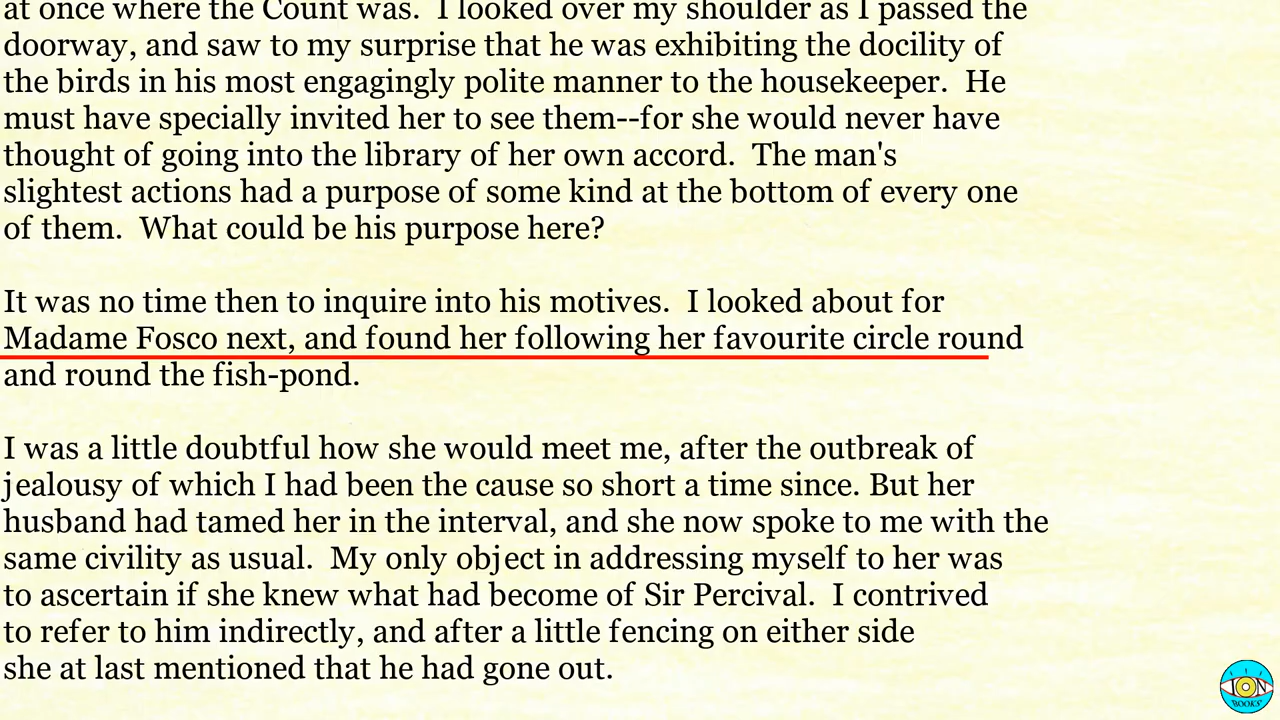 at once where the Count was.  I looked over my shoulder as I passed the
doorway, and saw to my surprise that he was exhibiting the docility of
the birds in his most engagingly polite manner to the housekeeper.  He
must have specially invited her to see them--for she would never have
thought of going into the library of her own accord.  The man's
slightest actions had a purpose of some kind at the bottom of every one
of them.  What could be his purpose here?
It was no time then to inquire into his motives.  I looked about for
Madame Fosco next, and found her following her favourite circle round
and round the fish-pond.
I was a little doubtful how she would meet me, after the outbreak of
jealousy of which I had been the cause so short a time since. But her
husband had tamed her in the interval, and she now spoke to me with the
same civility as usual.  My only object in addressing myself to her was
to ascertain if she knew what had become of Sir Percival.  I contrived
to refer to him indirectly, and after a little fencing on either side
she at last mentioned that he had gone out.
ION
BOOKS